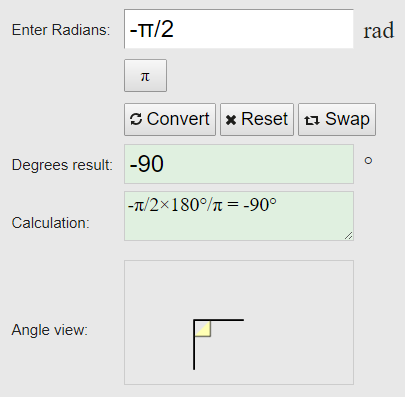 Enter Radians: -π/2 rad
π
Convert Reset Swap
Degrees result: -90 °
Calculation: -π/2×180°/π = -90°
Angle view: